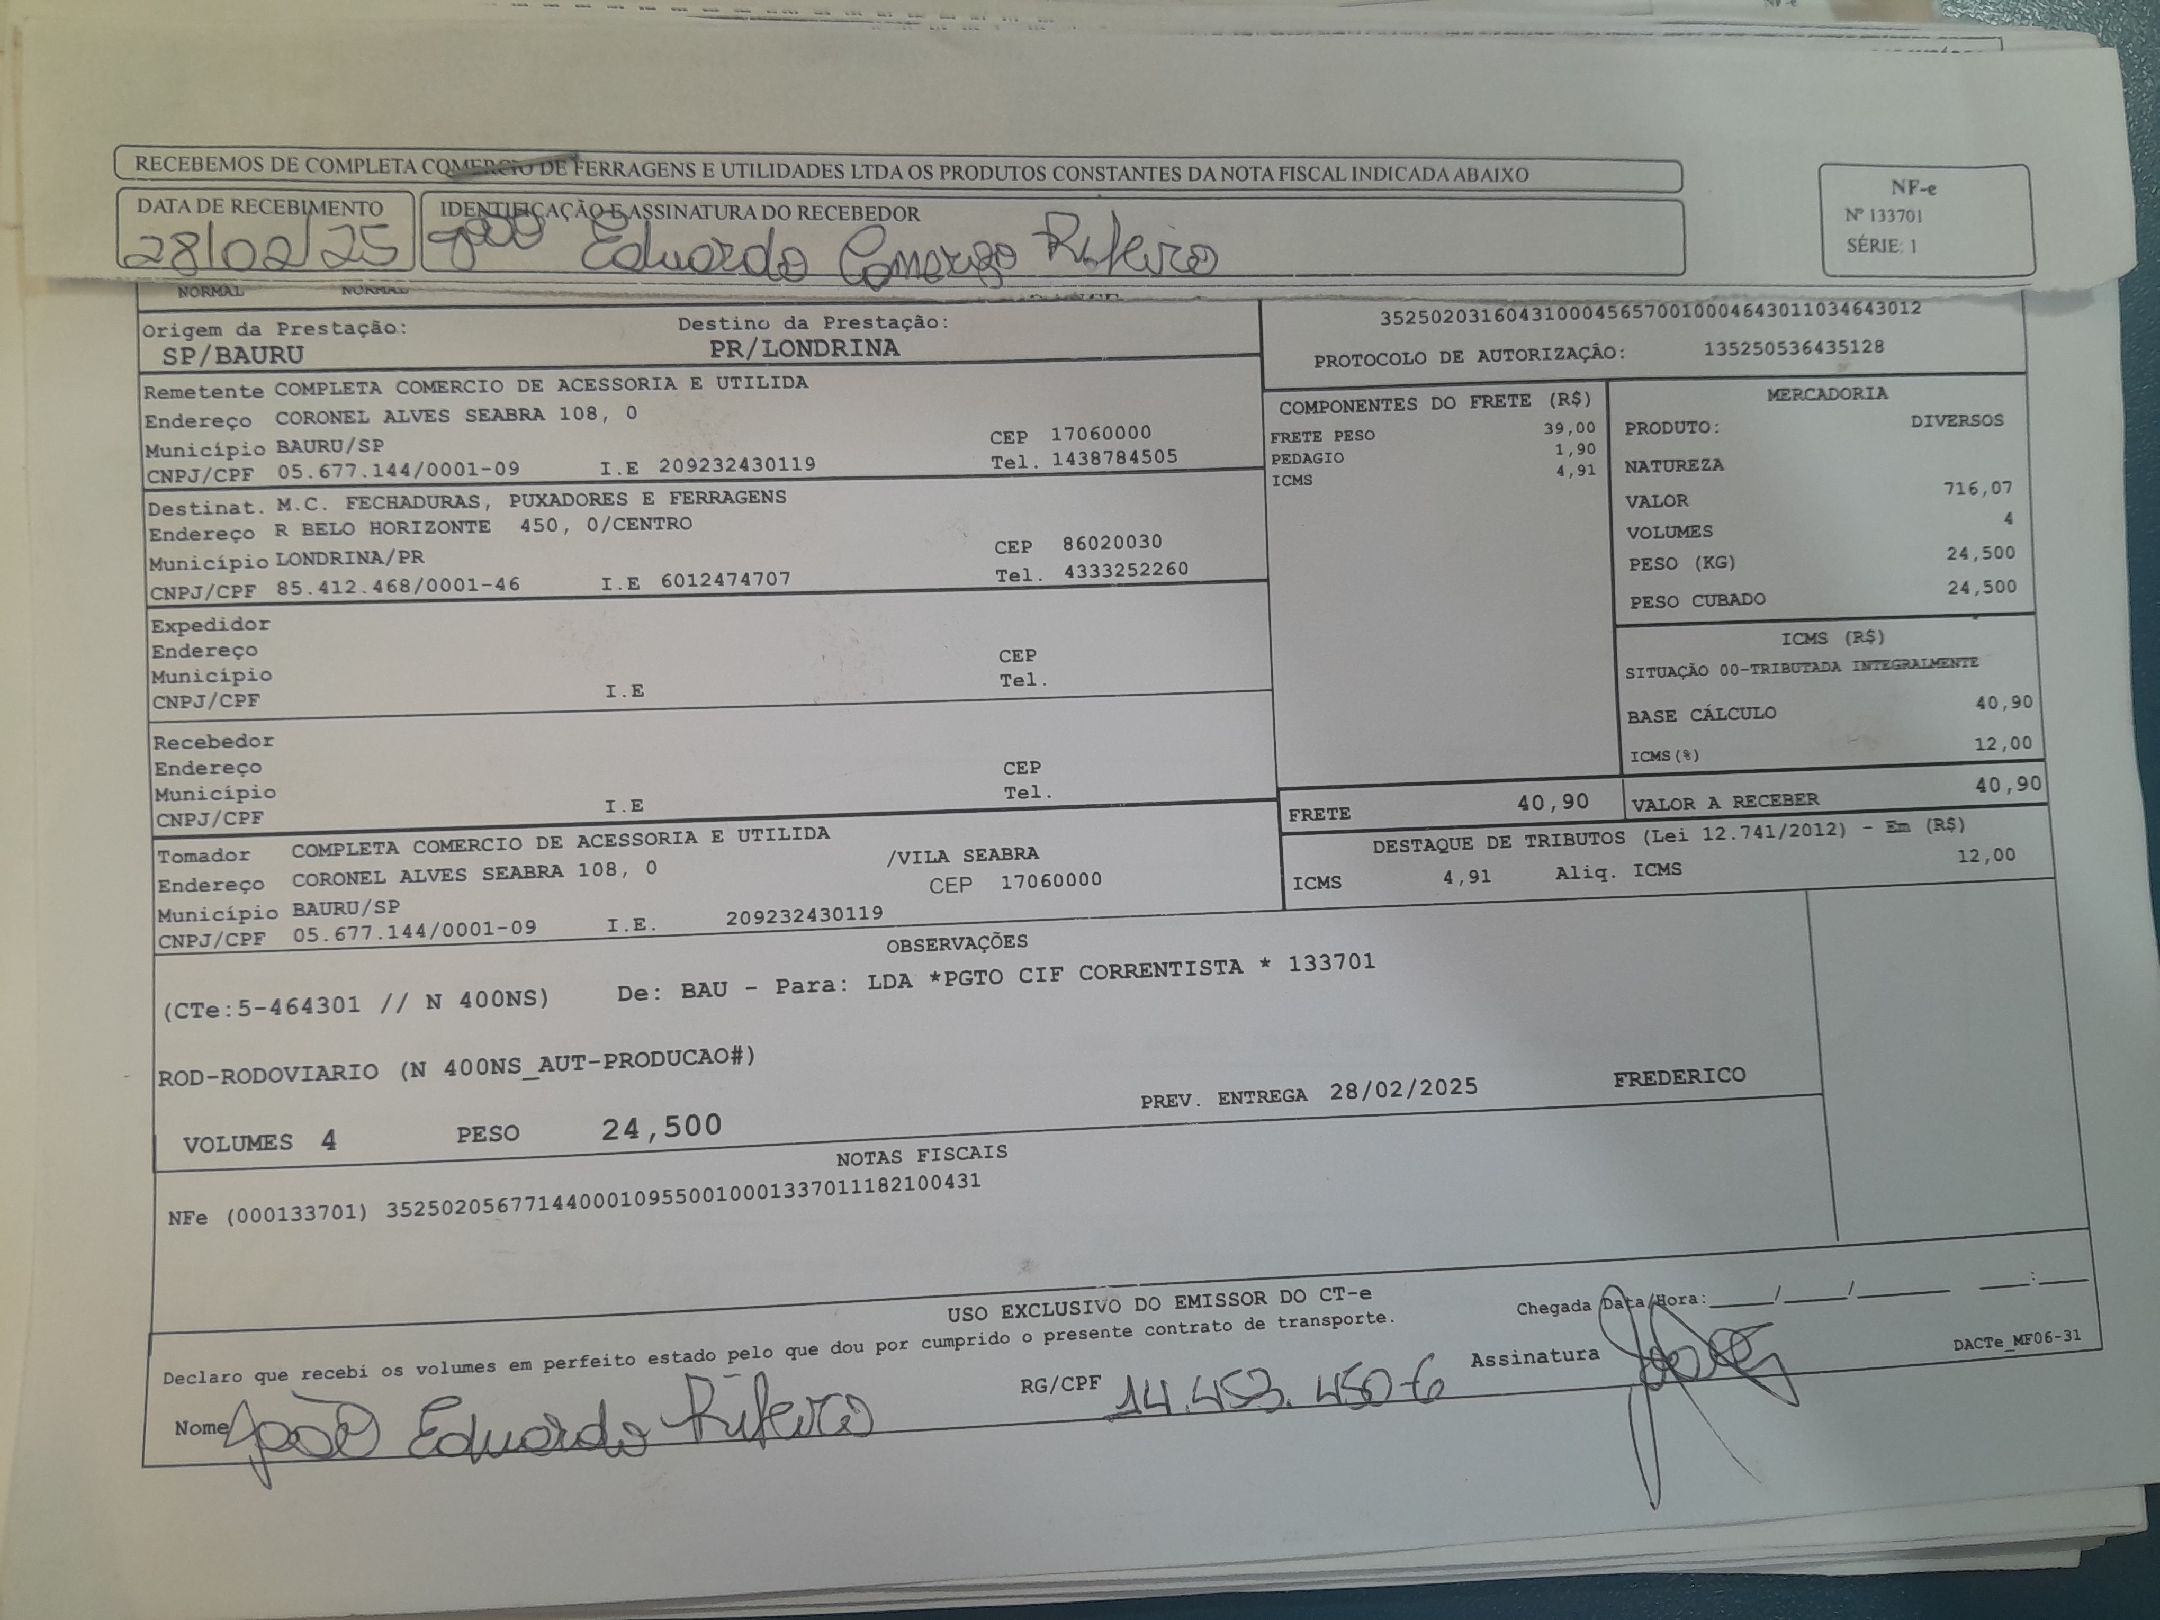 RECEBEMOS DE COMPLETA COMERCIO DE FERRAGENS E UTILIDADES LTDA OS PRODUTOS CONSTANTES DA NOTA FISCAL INDICADA ABAIXO
NF-e
Nº 133701
SÉRIE: 1
DATA DE RECEBIMENTO
28/02/25
IDENTIFICAÇÃO E ASSINATURA DO RECEBEDOR
João Eduardo Camargo Ribeiro
NORMAL NORMAL
Origem da Prestação: Destino da Prestação:
SP/BAURU PR/LONDRINA
35250203160431000456570010004643011034643012
PROTOCOLO DE AUTORIZAÇÃO: 135250536435128
Remetente COMPLETA COMERCIO DE ACESSORIA E UTILIDA
Endereço CORONEL ALVES SEABRA 108, 0
Município BAURU/SP CEP 17060000
CNPJ/CPF 05.677.144/0001-09 I.E 209232430119 Tel. 1438784505
Destinat. M.C. FECHADURAS, PUXADORES E FERRAGENS
Endereço R BELO HORIZONTE 450, 0/CENTRO
Município LONDRINA/PR CEP 86020030
CNPJ/CPF 85.412.468/0001-46 I.E 6012474707 Tel. 4333252260
Expedidor
Endereço
Município CEP
CNPJ/CPF I.E Tel.
Recebedor
Endereço
Município CEP
CNPJ/CPF I.E Tel.
Tomador COMPLETA COMERCIO DE ACESSORIA E UTILIDA
Endereço CORONEL ALVES SEABRA 108, 0 /VILA SEABRA
Município BAURU/SP CEP 17060000
CNPJ/CPF 05.677.144/0001-09 I.E. 209232430119
COMPONENTES DO FRETE (R$)
FRETE PESO 39,00
PEDAGIO 1,90
ICMS 4,91
MERCADORIA
PRODUTO: DIVERSOS
NATUREZA
VALOR 716,07
VOLUMES 4
PESO (KG) 24,500
PESO CUBADO 24,500
ICMS (R$)
SITUAÇÃO 00-TRIBUTADA INTEGRALMENTE
BASE CÁLCULO 40,90
ICMS(%) 12,00
FRETE 40,90 VALOR A RECEBER 40,90
DESTAQUE DE TRIBUTOS (Lei 12.741/2012) - Em (R$)
ICMS 4,91 Aliq. ICMS 12,00
OBSERVAÇÕES
(CTe:5-464301 // N 400NS) De: BAU - Para: LDA *PGTO CIF CORRENTISTA * 133701
ROD-RODOVIARIO (N 400NS_AUT-PRODUCAO#)
PREV. ENTREGA 28/02/2025 FREDERICO
VOLUMES 4 PESO 24,500
NOTAS FISCAIS
NFe (000133701) 35250205677144000109550010001337011182100431
USO EXCLUSIVO DO EMISSOR DO CT-e
Declaro que recebi os volumes em perfeito estado pelo que dou por cumprido o presente contrato de transporte.
Chegada Data/Hora:____/____/______ ___:___
Nome João Eduardo Ribeiro RG/CPF 14.453.450-6 Assinatura
DACTe_MF06-31